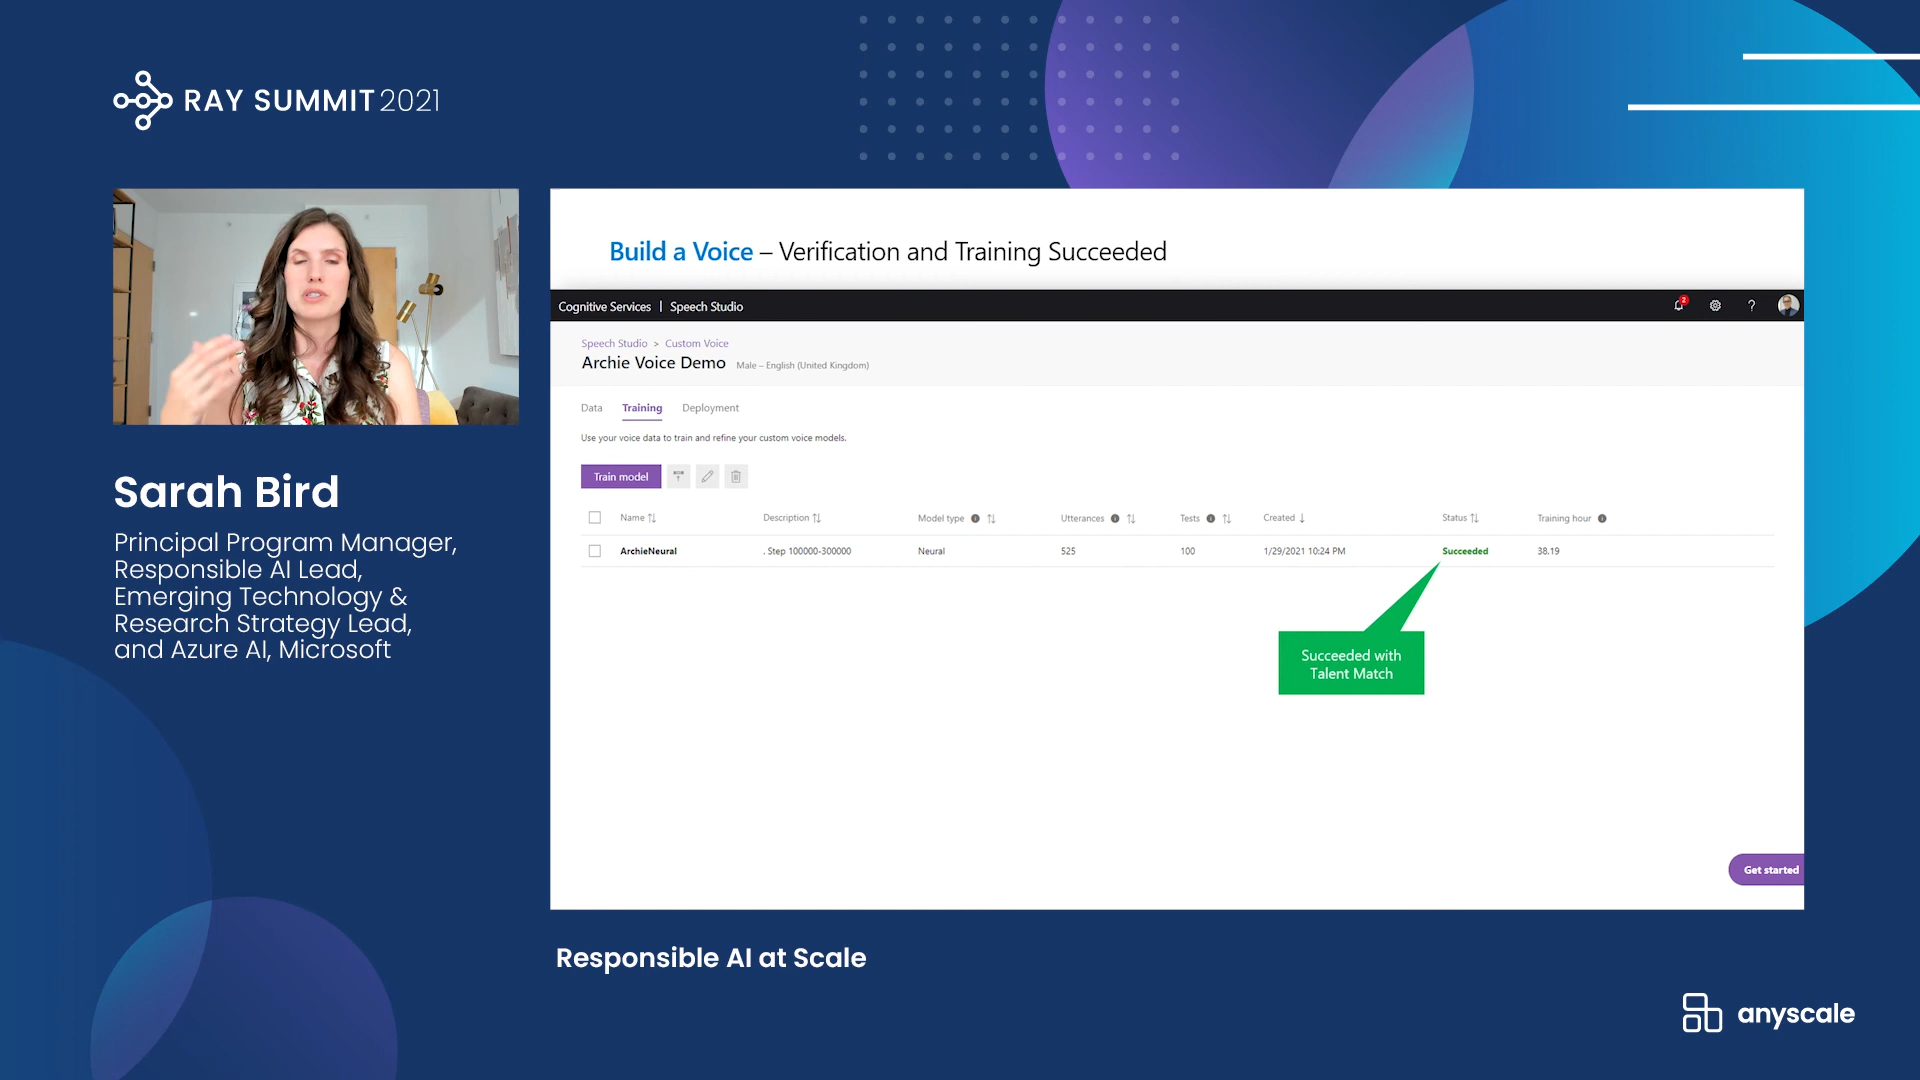 RAY SUMMIT 2021
Sarah Bird
Principal Program Manager,
Responsible AI Lead,
Emerging Technology &
Research Strategy Lead,
and Azure AI, Microsoft
Build a Voice – Verification and Training Succeeded
Cognitive Services | Speech Studio
2
?
Speech Studio > Custom Voice
Archie Voice Demo Male – English (United Kingdom)
Data Training Deployment
Use your voice data to train and refine your custom voice models.
Train model
Name Description Model type Utterances Tests Created Status Training hour
ArchieNeural . Step 100000-300000 Neural 525 100 1/29/2021 10:24 PM Succeeded 38.19
Succeeded with
Talent Match
Get started
Responsible AI at Scale
anyscale